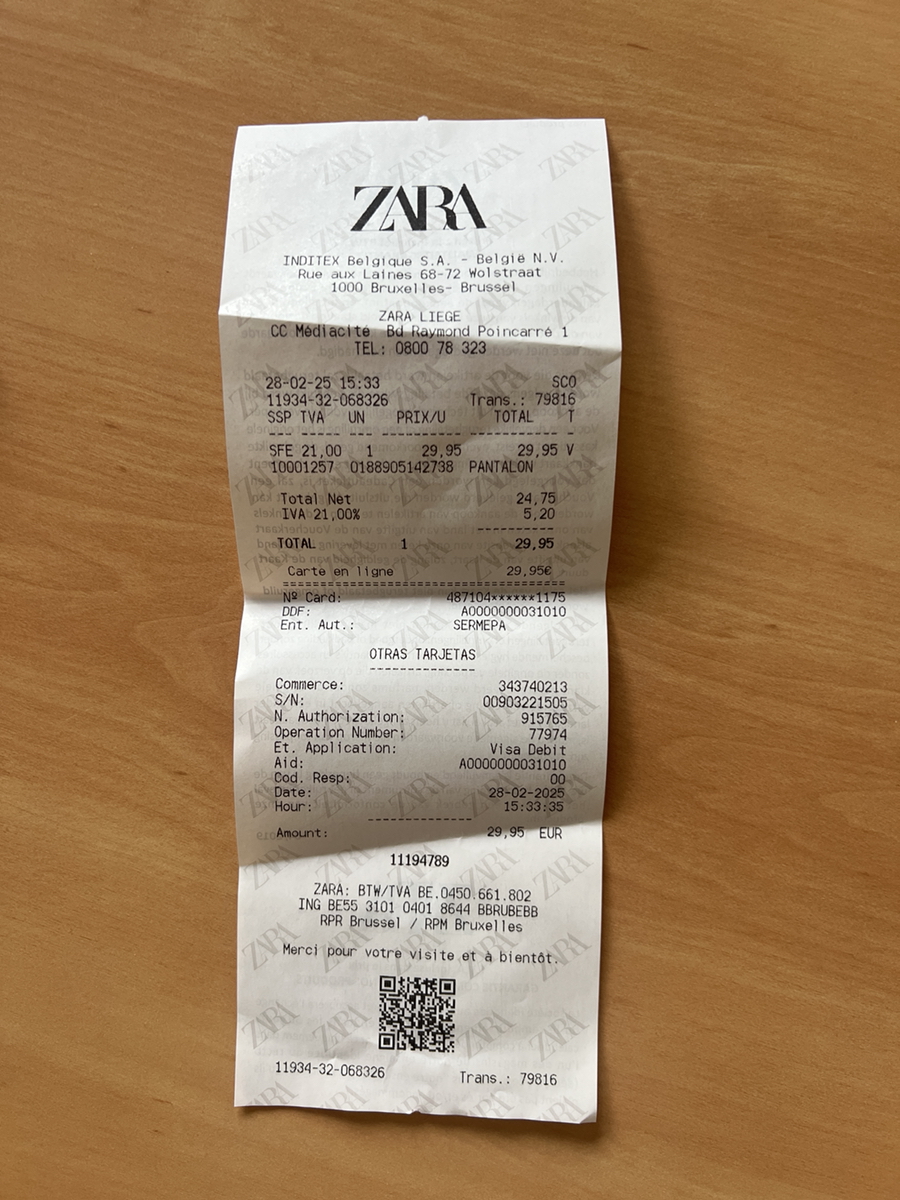 ZARA
INDITEX Belgique S.A. - België N.V.
Rue aux Laines 68-72 Wolstraat
1000 Bruxelles- Brussel
ZARA LIEGE
CC Médiacité Bd Raymond Poincarré 1
TEL: 0800 78 323
28-02-25 15:33 SCO
11934-32-068326 Trans.: 79816
SSP TVA UN PRIX/U TOTAL T
--- --- -- ------ ------- -
SFE 21,00 1 29,95 29,95 V
10001257 0188905142738 PANTALON
Total Net 24,75
IVA 21,00% 5,20
----------
TOTAL 1 29,95
Carte en ligne 29,95€
====================================
Nº Card: 487104******1175
DDF: A0000000031010
Ent. Aut.: SERMEPA
OTRAS TARJETAS
--------------
Commerce: 343740213
S/N: 00903221505
N. Authorization: 915765
Operation Number: 77974
Et. Application: Visa Debit
Aid: A0000000031010
Cod. Resp: 00
Date: 28-02-2025
Hour: 15:33:35
--------------
Amount: 29,95 EUR
11194789
ZARA: BTW/TVA BE.0450.661.802
ING BE55 3101 0401 8644 BBRUBEBB
RPR Brussel / RPM Bruxelles
Merci pour votre visite et à bientôt.
11934-32-068326 Trans.: 79816